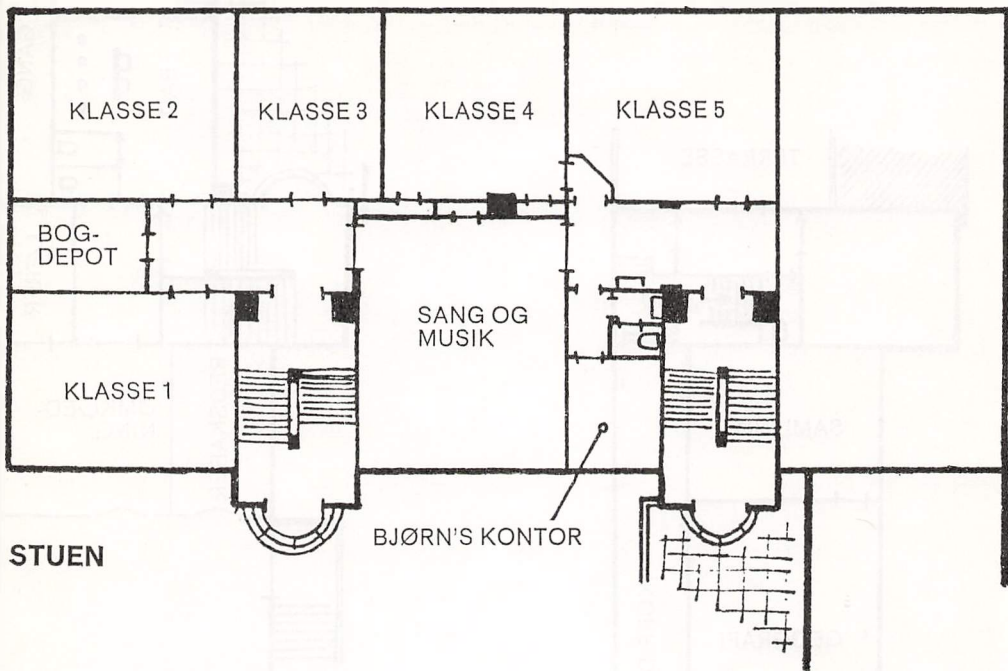 KLASSE 2
KLASSE 3
KLASSE 4
KLASSE 5
BOG-
DEPOT
SANG OG
MUSIK
KLASSE 1
BJØRN'S KONTOR
STUEN